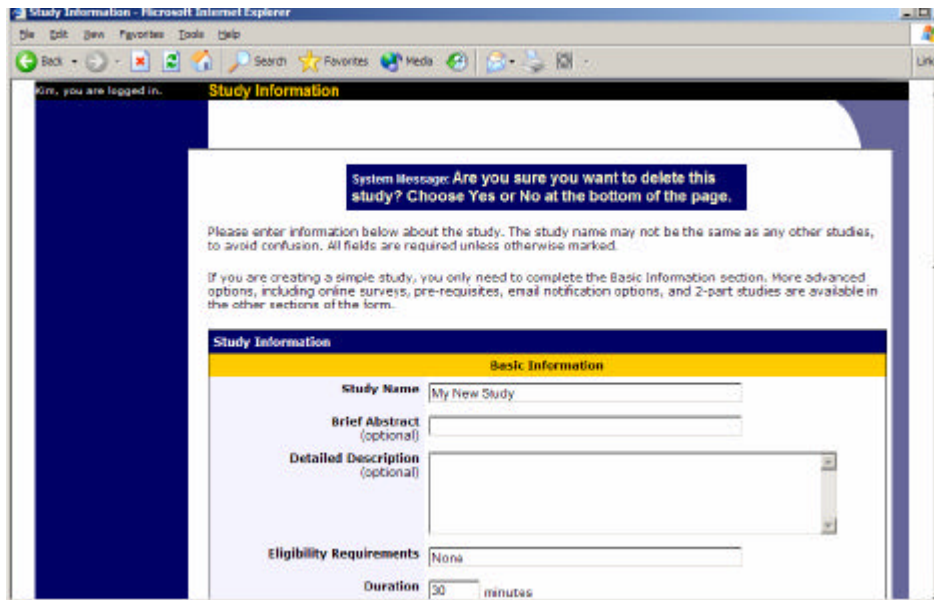 Study Information - Microsoft Internet Explorer
File Edit View Favorites Tools Help
Back Search Favorites Media
Kim, you are logged in. Study Information
System Message: Are you sure you want to delete this
study? Choose Yes or No at the bottom of the page.
Please enter information below about the study. The study name may not be the same as any other studies,
to avoid confusion. All fields are required unless otherwise marked.
If you are creating a simple study, you only need to complete the Basic Information section. More advanced
options, including online surveys, pre-requisites, email notification options, and 2-part studies are available in
the other sections of the form.
Study Information
Basic Information
Study Name My New Study
Brief Abstract
(optional)
Detailed Description
(optional)
Eligibility Requirements None
Duration 30 minutes